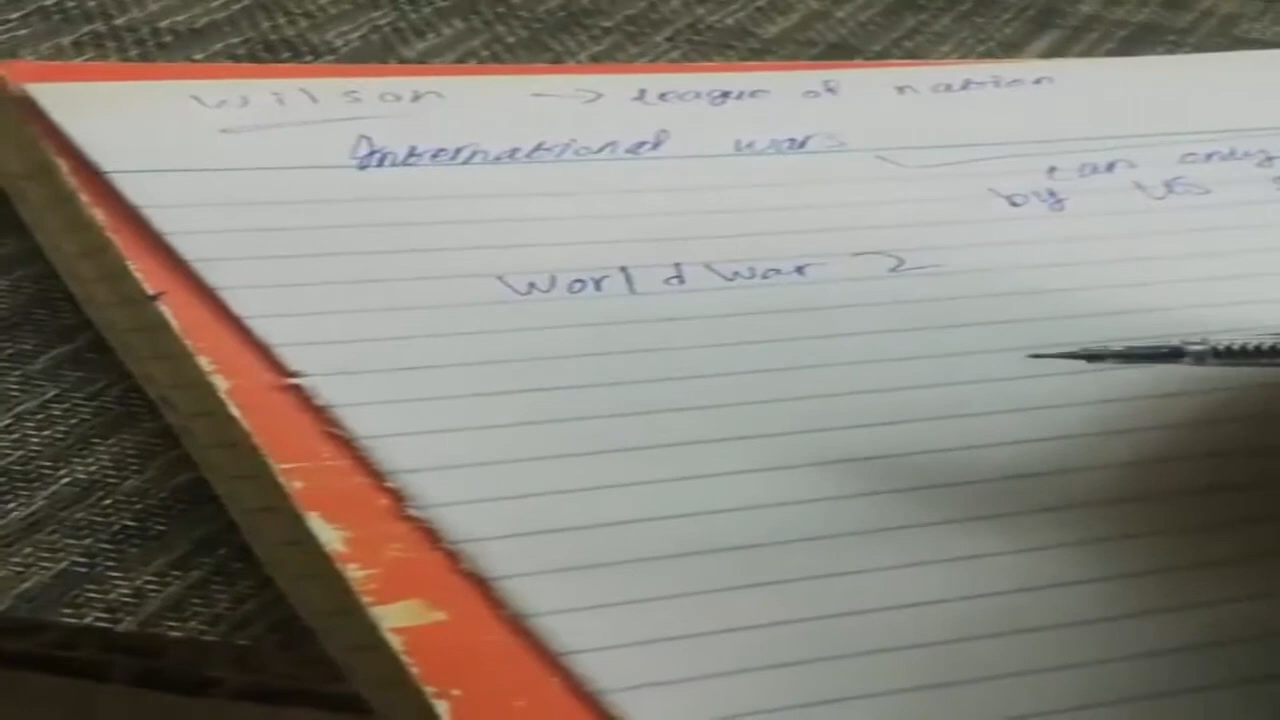 Wilson → league of nation
International wars
can only
by US
World War 2